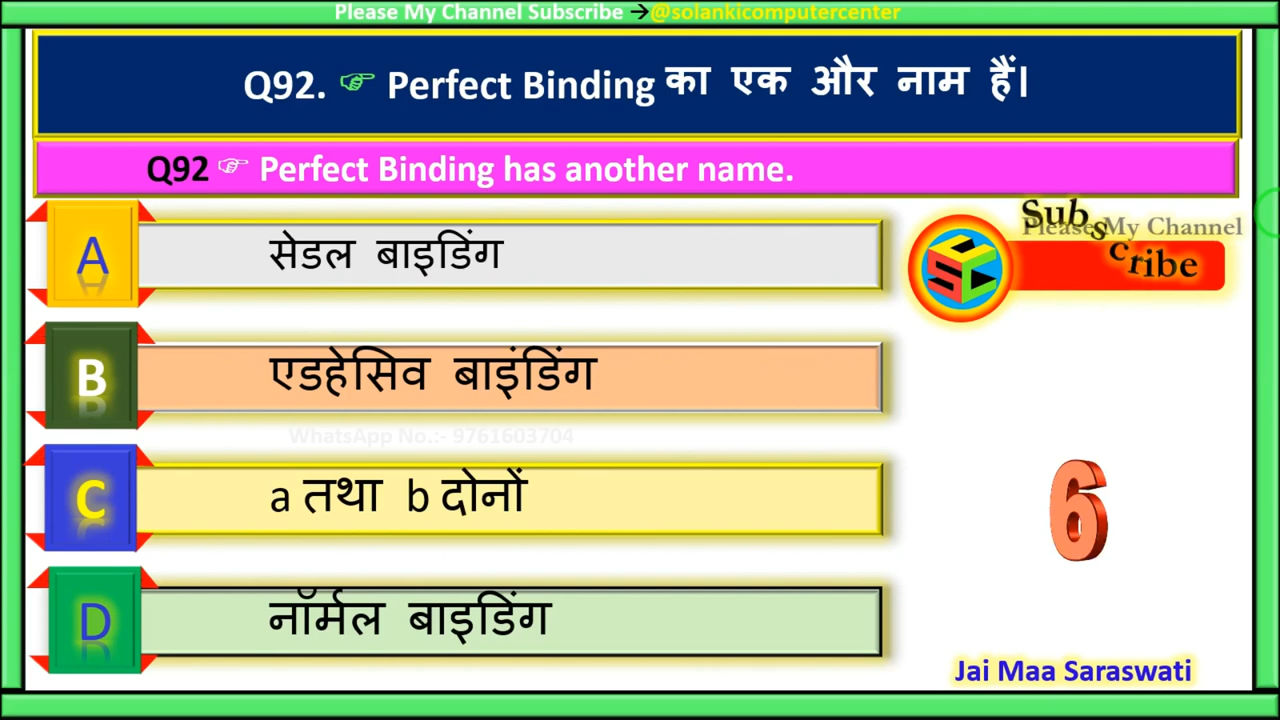 Please My Channel Subscribe →@solankicomputercenter
Q92. ☞ Perfect Binding का एक और नाम हैं।
Q92 ☞ Perfect Binding has another name.
A सेडल बाइडिंग
Subscribe
Please My Channel
SCC
B एडहेसिव बाइंडिंग
WhatsApp No.:- 9761603704
C a तथा b दोनों
6
D नॉर्मल बाइडिंग
Jai Maa Saraswati